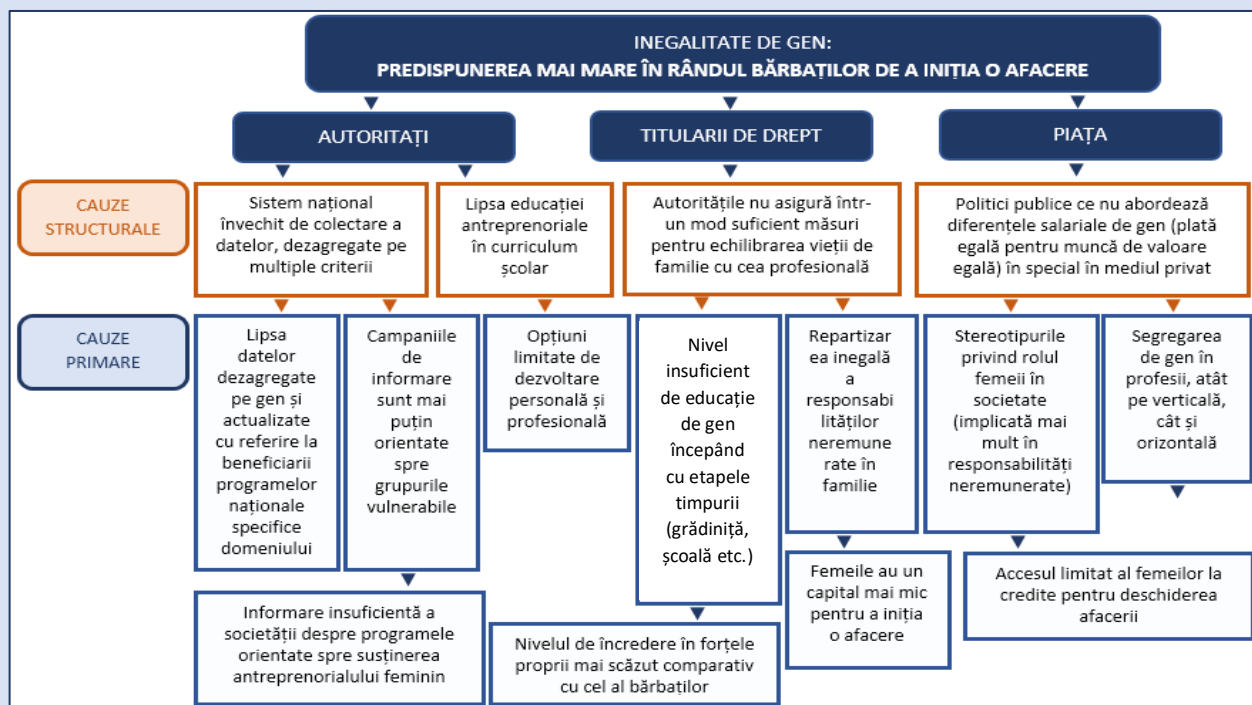 INEGALITATE DE GEN:
PREDISPUNEREA MAI MARE ÎN RÂNDUL BĂRBAȚILOR DE A INIȚIA O AFACERE
AUTORITAȚI
TITULARII DE DREPT
PIAȚA
CAUZE
STRUCTURALE
Sistem național
învechit de colectare a
datelor, dezagregate pe
multiple criterii
Lipsa educației
antreprenoriale
în curriculum
școlar
Autoritățile nu asigură într-
un mod suficient măsuri
pentru echilibrarea vieții de
familie cu cea profesională
Politici publice ce nu abordează
diferențele salariale de gen (plată
egală pentru muncă de valoare
egală) în special în mediul privat
CAUZE
PRIMARE
Lipsa
datelor
dezagregate
pe gen și
actualizate
cu referire la
beneficiarii
programelor
naționale
specifice
domeniului
Campaniile
de
informare
sunt mai
puțin
orientate
spre
grupurile
vulnerabile
Opțiuni
limitate de
dezvoltare
personală și
profesională
Nivel
insuficient
de educație
de gen
începând
cu etapele
timpurii
(grădiniță,
școală etc.)
Repartizar
ea inegală
a
responsabi
lităților
neremune
rate în
familie
Stereotipurile
privind rolul
femeii în
societate
(implicată mai
mult în
responsabilități
neremunerate)
Segregarea
de gen în
profesii, atât
pe verticală,
cât și
orizontală
Informare insuficientă a
societății despre programele
orientate spre susținerea
antreprenorialului feminin
Nivelul de încredere în forțele
proprii mai scăzut comparativ
cu cel al bărbaților
Femeile au un
capital mai mic
pentru a iniția
o afacere
Accesul limitat al femeilor la
credite pentru deschiderea
afacerii